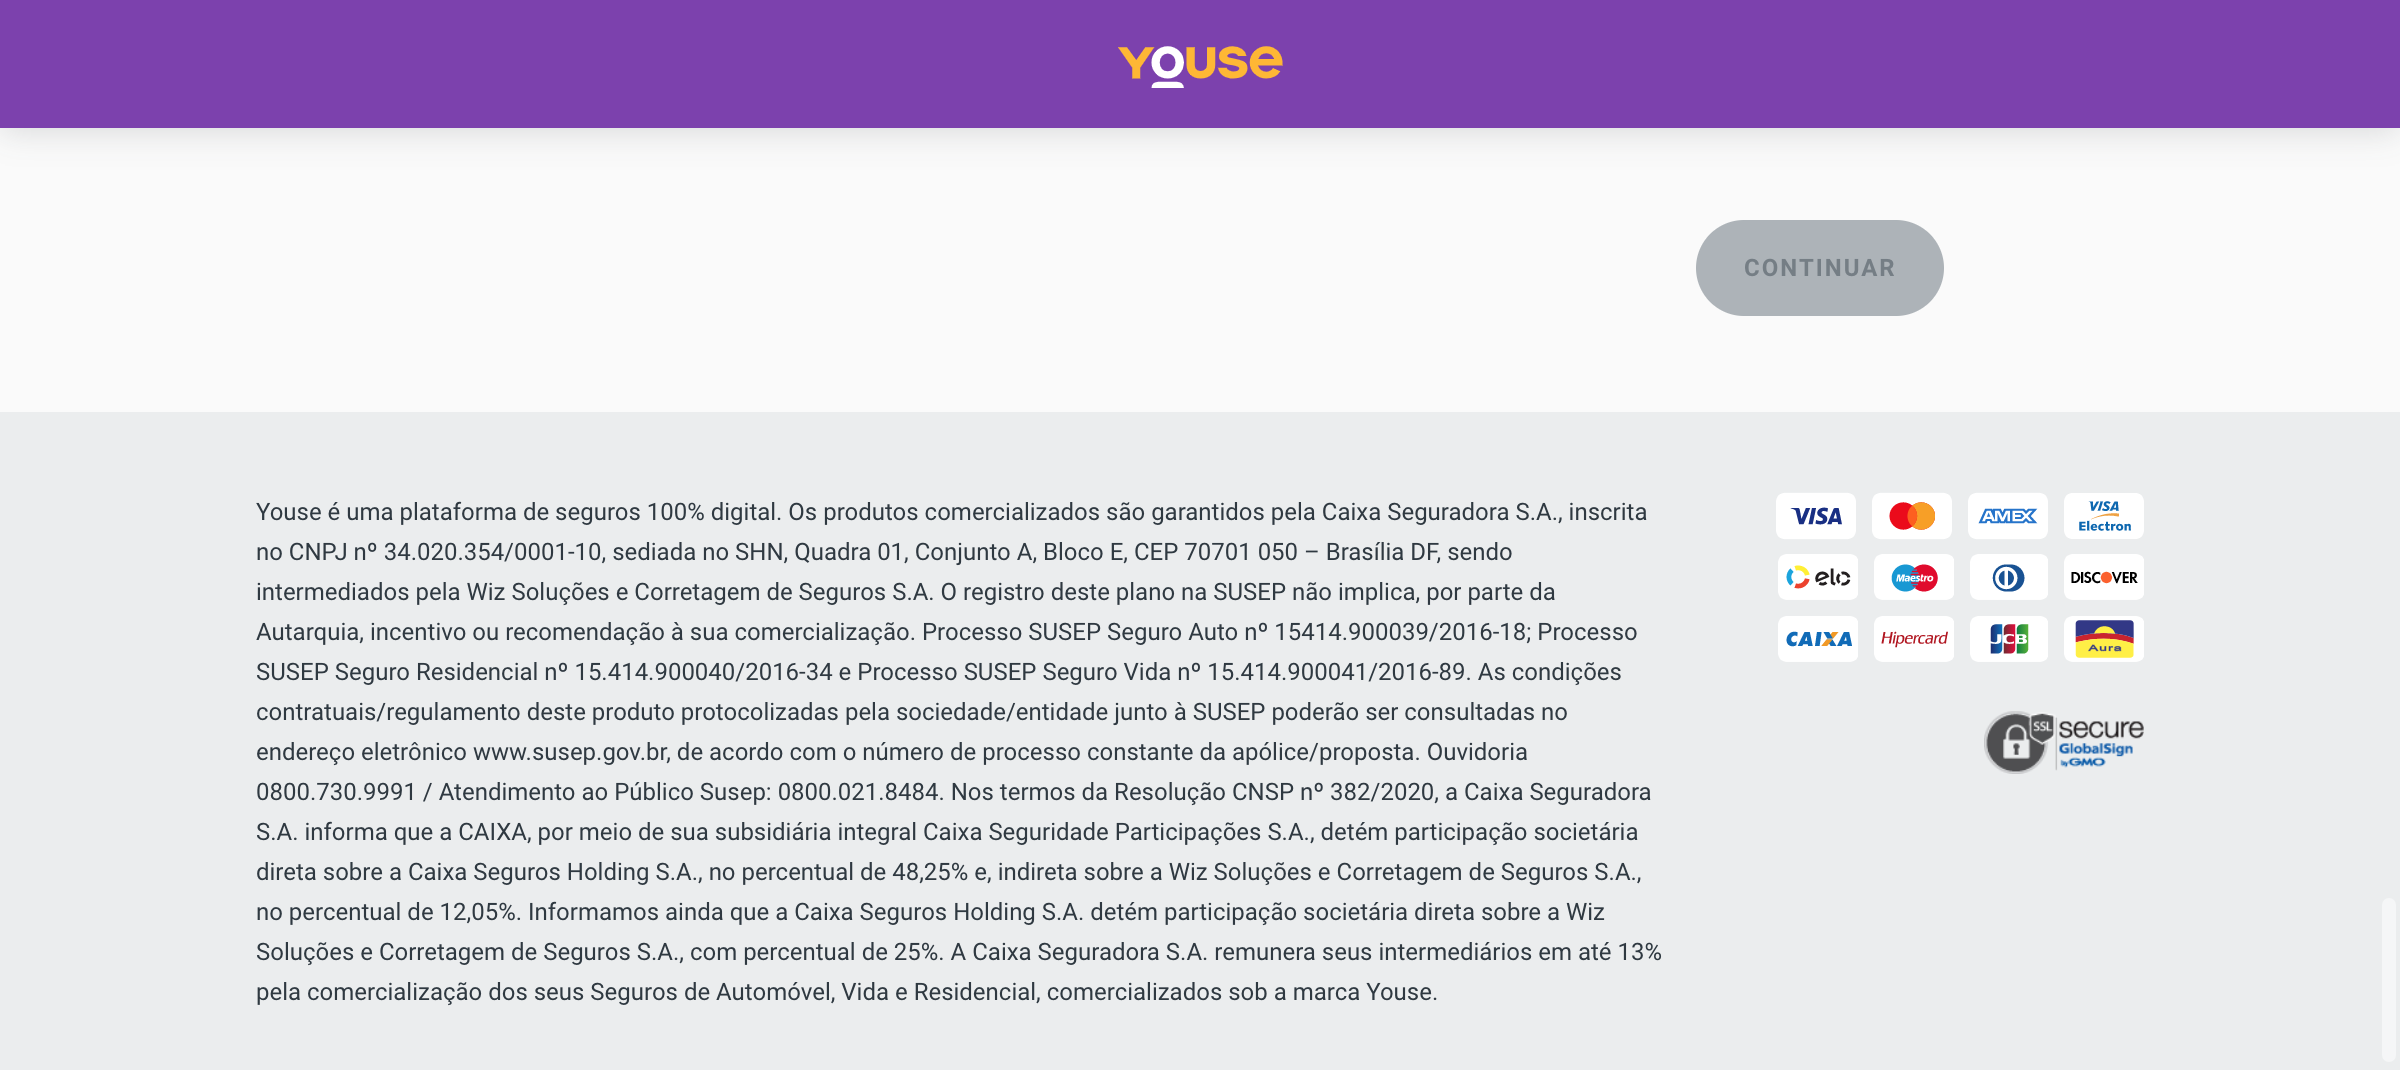 youse
CONTINUAR
Youse é uma plataforma de seguros 100% digital. Os produtos comercializados são garantidos pela Caixa Seguradora S.A., inscrita
no CNPJ nº 34.020.354/0001-10, sediada no SHN, Quadra 01, Conjunto A, Bloco E, CEP 70701 050 – Brasília DF, sendo
intermediados pela Wiz Soluções e Corretagem de Seguros S.A. O registro deste plano na SUSEP não implica, por parte da
Autarquia, incentivo ou recomendação à sua comercialização. Processo SUSEP Seguro Auto nº 15414.900039/2016-18; Processo
SUSEP Seguro Residencial nº 15.414.900040/2016-34 e Processo SUSEP Seguro Vida nº 15.414.900041/2016-89. As condições
contratuais/regulamento deste produto protocolizadas pela sociedade/entidade junto à SUSEP poderão ser consultadas no
endereço eletrônico www.susep.gov.br, de acordo com o número de processo constante da apólice/proposta. Ouvidoria
0800.730.9991 / Atendimento ao Público Susep: 0800.021.8484. Nos termos da Resolução CNSP nº 382/2020, a Caixa Seguradora
S.A. informa que a CAIXA, por meio de sua subsidiária integral Caixa Seguridade Participações S.A., detém participação societária
direta sobre a Caixa Seguros Holding S.A., no percentual de 48,25% e, indireta sobre a Wiz Soluções e Corretagem de Seguros S.A.,
no percentual de 12,05%. Informamos ainda que a Caixa Seguros Holding S.A. detém participação societária direta sobre a Wiz
Soluções e Corretagem de Seguros S.A., com percentual de 25%. A Caixa Seguradora S.A. remunera seus intermediários em até 13%
pela comercialização dos seus Seguros de Automóvel, Vida e Residencial, comercializados sob a marca Youse.
VISA AMEX VISA
Electron
elo Maestro DISCOVER
CAIXA Hipercard JCB Aura
SSL secure
GlobalSign
by GMO